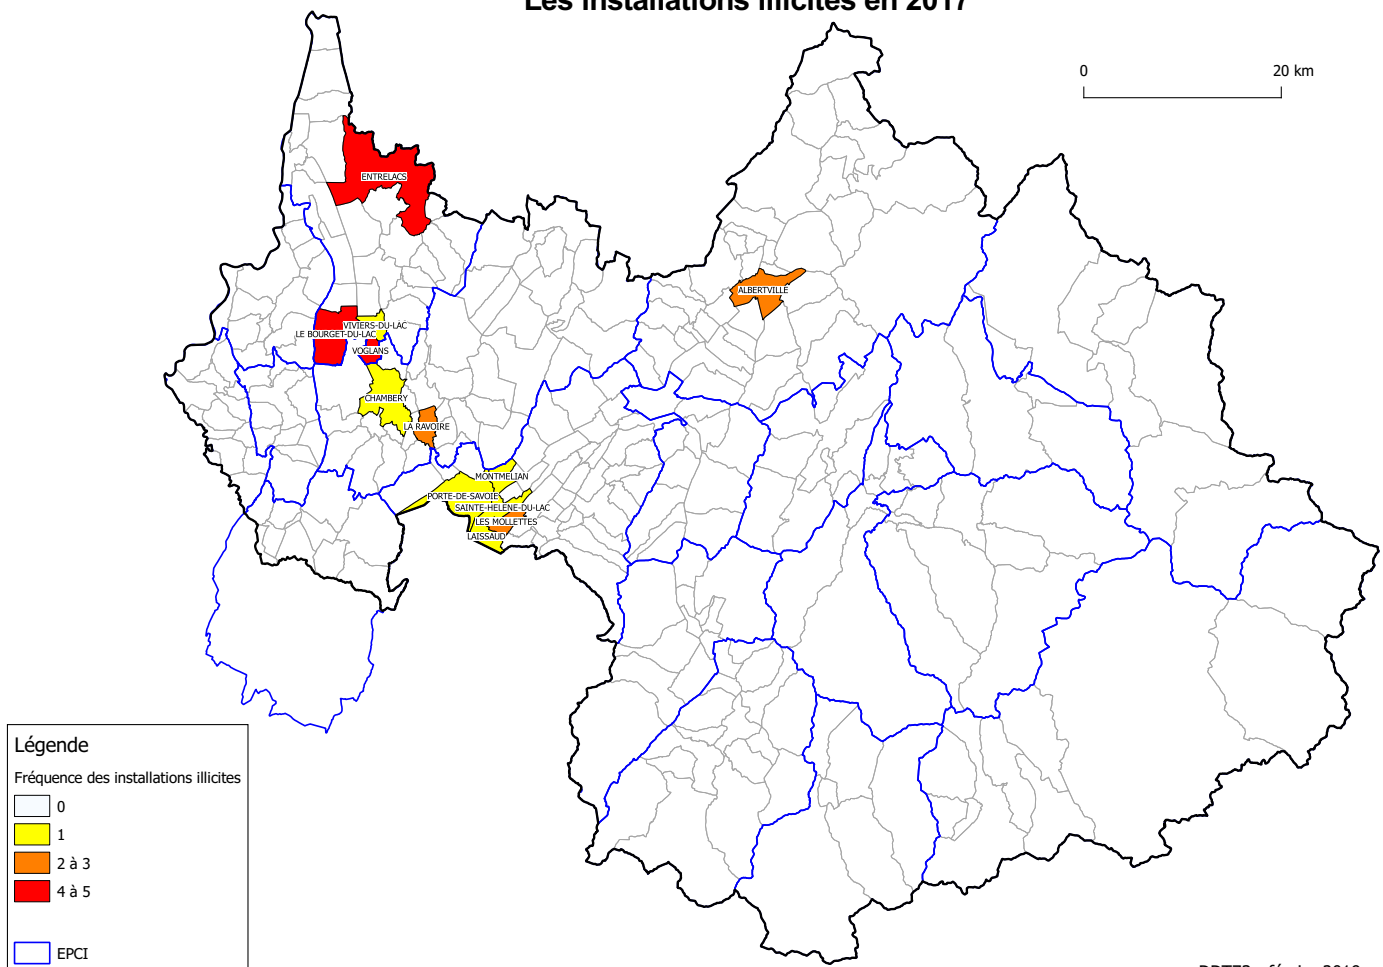 Les installations illicites en 2017
0 20 km
ENTRELACS
ALBERTVILLE
VIVIERS-DU-LAC
LE BOURGET-DU-LAC
VOGLANS
CHAMBERY
LA RAVOIRE
MONTMELIAN
PORTE-DE-SAVOIE
SAINTE-HELENE-DU-LAC
LES MOLLETTES
LAISSAUD
Légende
Fréquence des installations illicites
0
1
2 à 3
4 à 5
EPCI